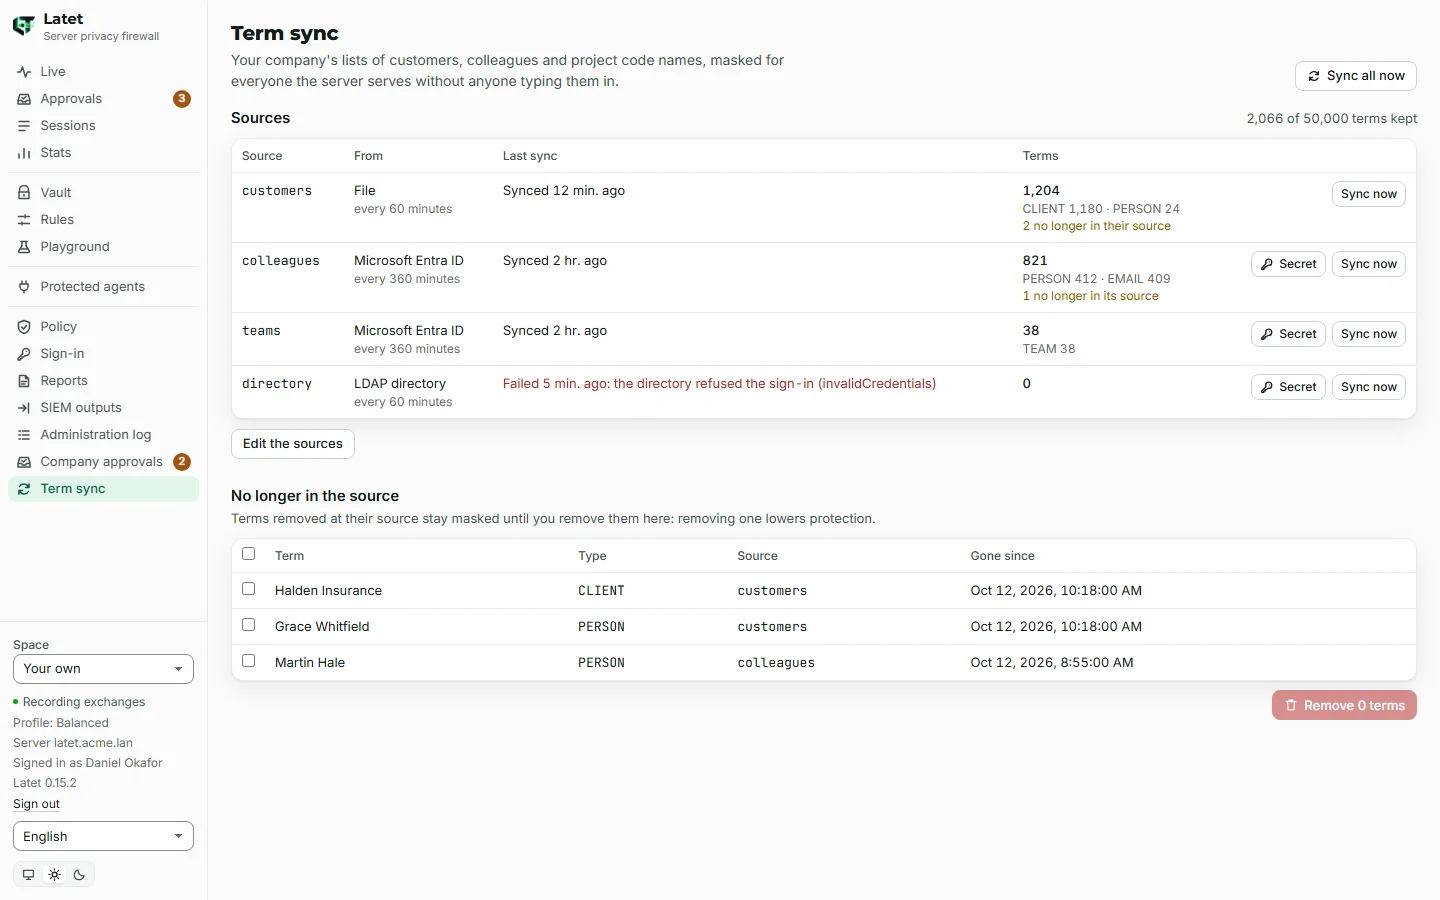 Latet
Server privacy firewall
Live
Approvals 3
Sessions
Stats
Vault
Rules
Playground
Protected agents
Policy
Sign-in
Reports
SIEM outputs
Administration log
Company approvals 2
Term sync
Space
Your own
Recording exchanges
Profile: Balanced
Server latet.acme.lan
Signed in as Daniel Okafor
Latet 0.15.2
Sign out
English
Term sync
Your company's lists of customers, colleagues and project code names, masked for
everyone the server serves without anyone typing them in.
Sync all now
Sources
2,066 of 50,000 terms kept
Source From Last sync Terms
customers File Synced 12 min. ago 1,204 Sync now
every 60 minutes CLIENT 1,180 · PERSON 24
2 no longer in their source
colleagues Microsoft Entra ID Synced 2 hr. ago 821 Secret Sync now
every 360 minutes PERSON 412 · EMAIL 409
1 no longer in its source
teams Microsoft Entra ID Synced 2 hr. ago 38 Secret Sync now
every 360 minutes TEAM 38
directory LDAP directory Failed 5 min. ago: the directory refused the sign-in (invalidCredentials) 0 Secret Sync now
every 60 minutes
Edit the sources
No longer in the source
Terms removed at their source stay masked until you remove them here: removing one lowers protection.
Term Type Source Gone since
Halden Insurance CLIENT customers Oct 12, 2026, 10:18:00 AM
Grace Whitfield PERSON customers Oct 12, 2026, 10:18:00 AM
Martin Hale PERSON colleagues Oct 12, 2026, 8:55:00 AM
Remove 0 terms